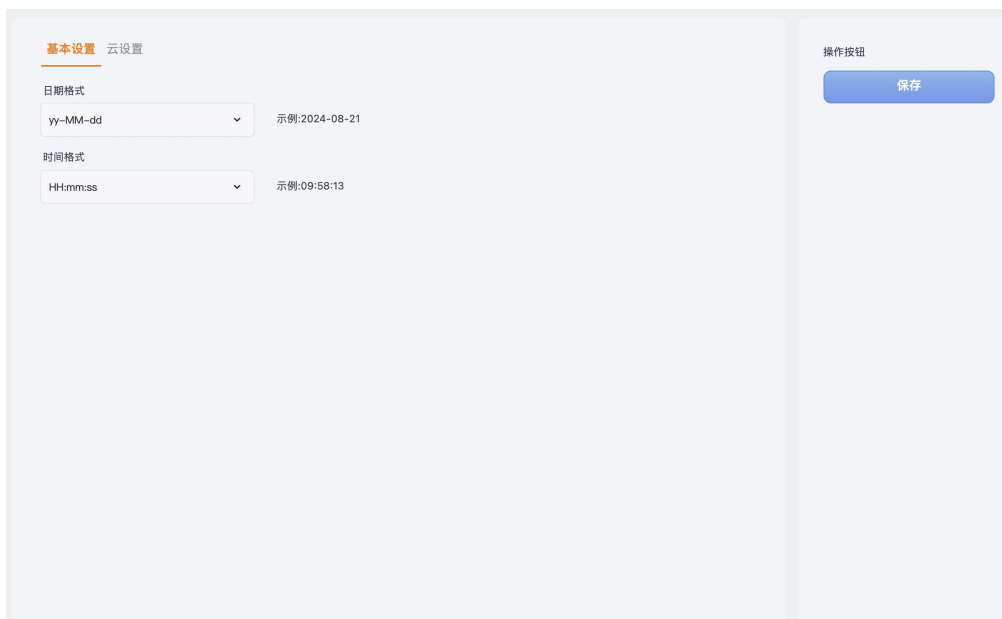 基本设置 云设置
日期格式
yy-MM-dd 示例:2024-08-21
时间格式
HH:mm:ss 示例:09:58:13
操作按钮
保存